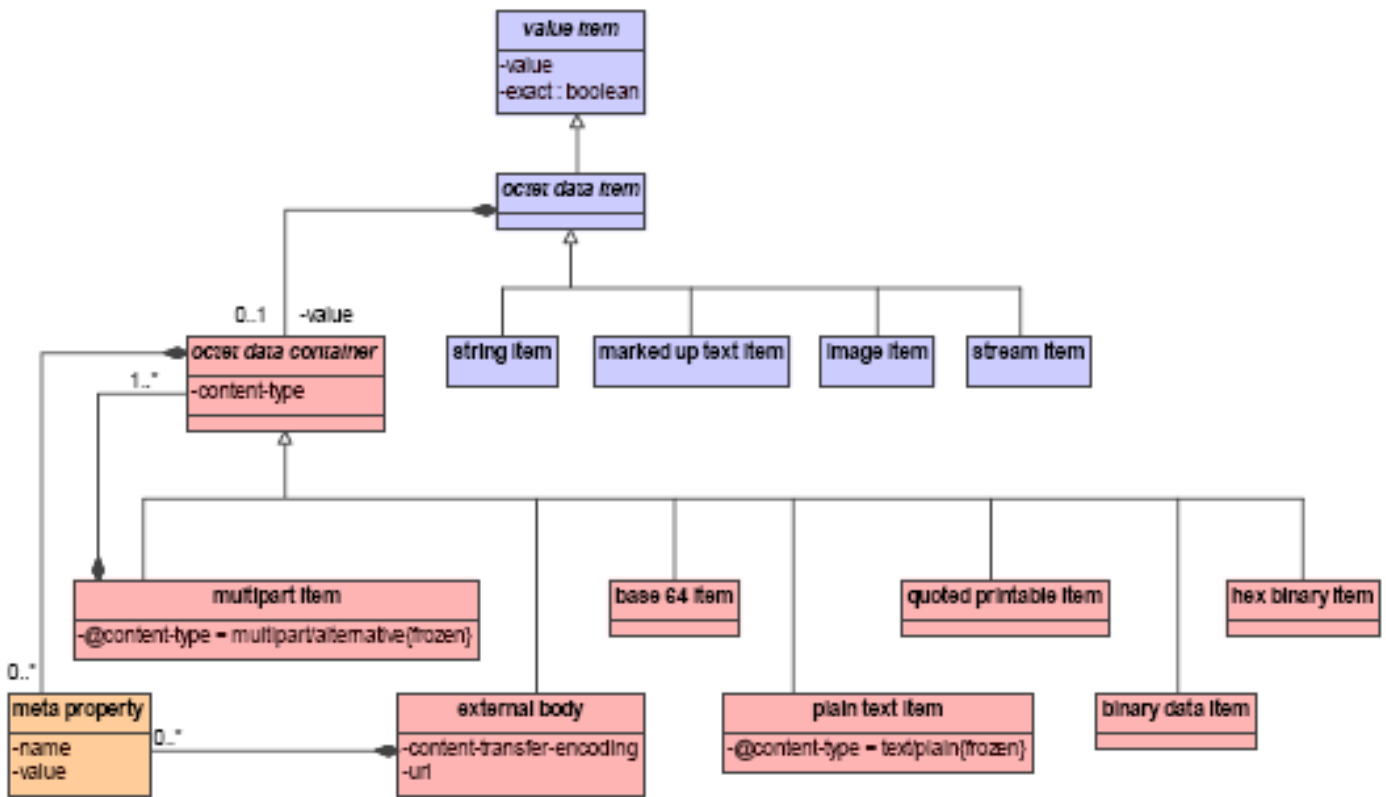 value item
-value
-exact : boolean
octet data item
0..1 -value
octet data container
-content-type
1..*
string item
marked up text item
image item
stream item
multipart item
-@content-type = multipart/alternative{frozen}
base 64 item
quoted printable item
hex binary item
0..*
meta property
-name
-value
0..*
external body
-content-transfer-encoding
-url
plain text item
-@content-type = text/plain{frozen}
binary data item